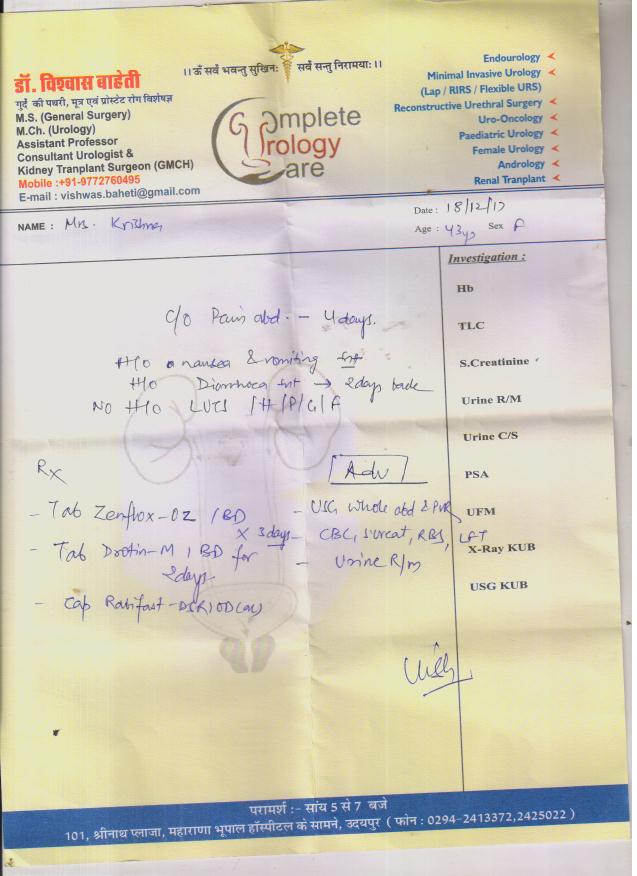 ।।ॐ सर्वं भवन्तु सुखिनः सर्वे सन्तु निरामयाः।।
डॉ. विश्वास बाहेती
गुर्दे की पथरी, मूत्र एवं प्रोस्टेट रोग विशेषज्ञ
M.S. (General Surgery)
M.Ch. (Urology)
Assistant Professor
Consultant Urologist &
Kidney Tranplant Surgeon (GMCH)
Mobile :+91-9772760495
E-mail : vishwas.baheti@gmail.com
Complete
Urology
Care
Endourology
Minimal Invasive Urology
(Lap / RIRS / Flexible URS)
Reconstructive Urethral Surgery
Uro-Oncology
Paediatric Urology
Female Urology
Andrology
Renal Tranplant
NAME : Mrs. Krishna
Date : 18/12/17
Age : 43 yr Sex F
C/O Pain abd. - 4 days.
H/O nausea & vomiting
H/O Diarrhoea → 2 days back
NO H/O LUTS /H/P/G/F
Rx
- Tab Zenflox-OZ 1 BD
x 3 days
- Tab Drotin-M 1 BD for
2 days
- Cap Rabifast-DSR 1 OD (ac)
Adv
- USG whole abd & PVR
- CBC, S.creat, RBS, LFT
- Urine R/m
Investigation :
Hb
TLC
S.Creatinine
Urine R/M
Urine C/S
PSA
UFM
X-Ray KUB
USG KUB
परामर्श :- सांय 5 से 7 बजे
101, श्रीनाथ प्लाजा, महाराणा भूपाल हॉस्पीटल के सामने, उदयपुर ( फोन : 0294-2413372,2425022 )